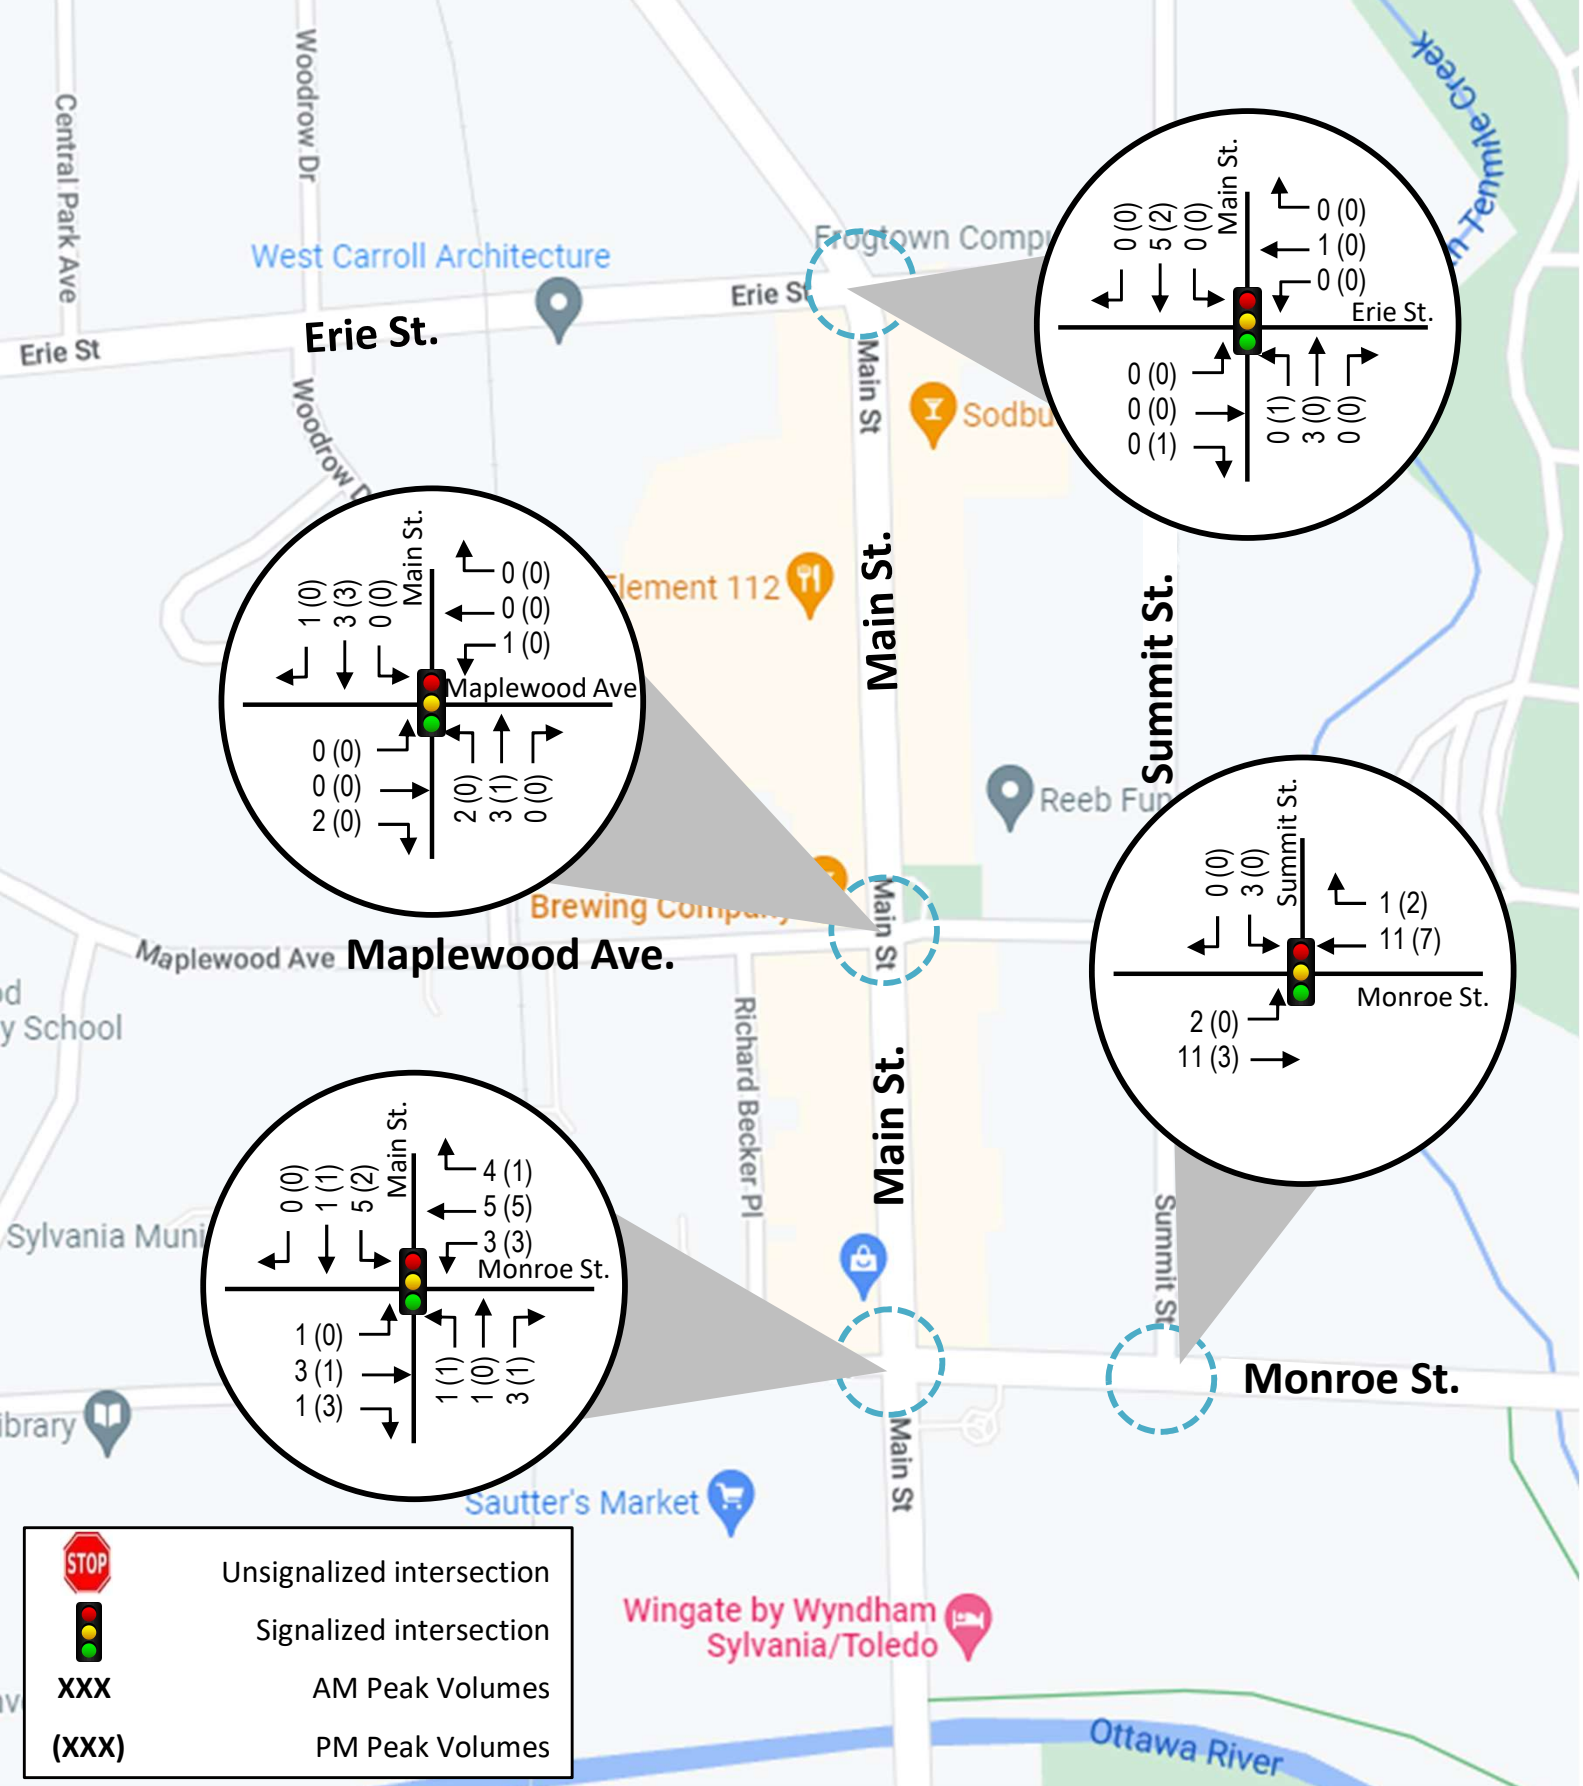 Central Park Ave
Woodrow Dr
West Carroll Architecture
Frogtown Compu
Erie St
Erie St
Erie St.
Woodrow D
Main St
Sodbu
n Tenmile Creek
Main St.
0 (0)
5 (2)
0 (0)
0 (0)
1 (0)
0 (0)
Erie St.
0 (0)
0 (0)
0 (1)
0 (1)
3 (0)
0 (0)
Main St.
1 (0)
3 (3)
0 (0)
0 (0)
0 (0)
1 (0)
Maplewood Ave
0 (0)
0 (0)
2 (0)
2 (0)
3 (1)
0 (0)
Element 112
Main St.
Summit St.
Reeb Fun
Brewing Company
Main St
Maplewood Ave
Maplewood Ave.
y School
Richard Becker Pl
Main St.
Summit St.
0 (0)
3 (0)
1 (2)
11 (7)
Monroe St.
2 (0)
11 (3)
Sylvania Muni
Main St.
0 (0)
1 (1)
5 (2)
4 (1)
5 (5)
3 (3)
Monroe St.
1 (0)
3 (1)
1 (3)
1 (1)
1 (0)
3 (1)
Summit St
Monroe St.
ibrary
Main St
Sautter's Market
Wingate by Wyndham
Sylvania/Toledo
Ottawa River
STOP
Unsignalized intersection
Signalized intersection
XXX AM Peak Volumes
(XXX) PM Peak Volumes